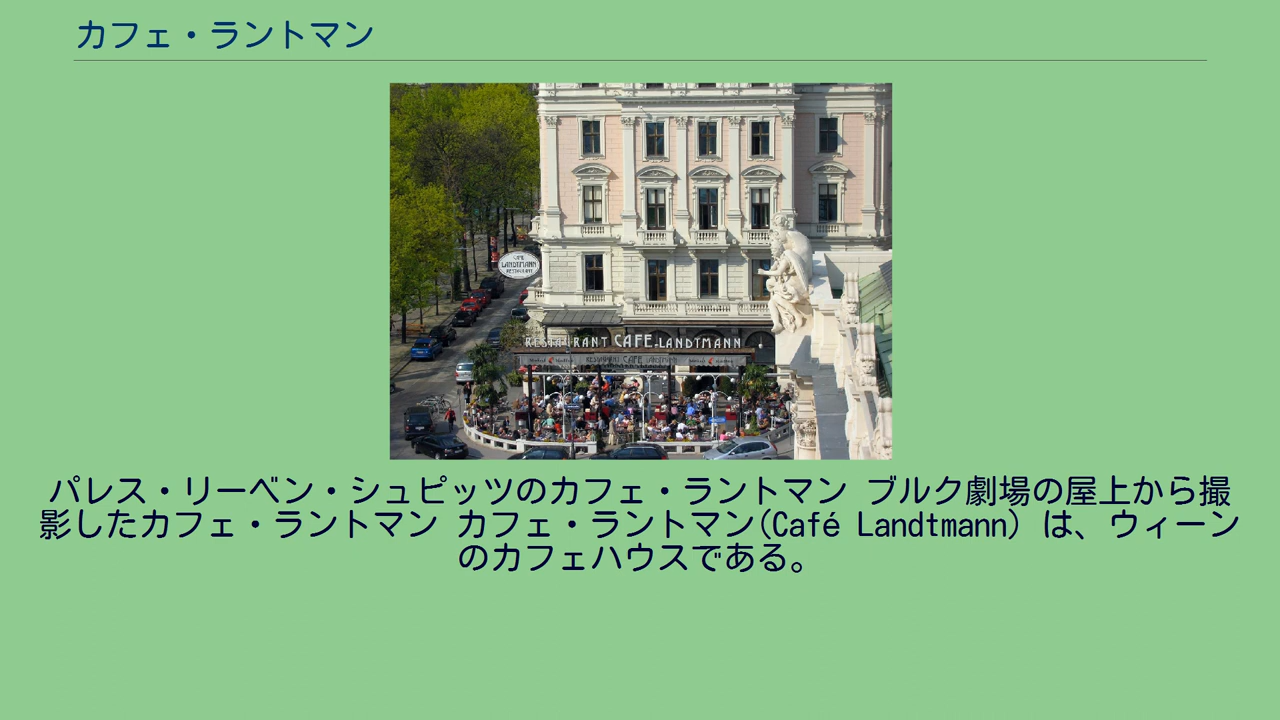 カフェ・ラントマン
CAFE
LANDTMANN
RESTAURANT
RESTAURANT CAFE LANDTMANN
RESTAURANT CAFE LANDTMANN
パレス・リーベン・シュピッツのカフェ・ラントマン ブルク劇場の屋上から撮
影したカフェ・ラントマン カフェ・ラントマン(Café Landtmann) は、ウィーン
のカフェハウスである。